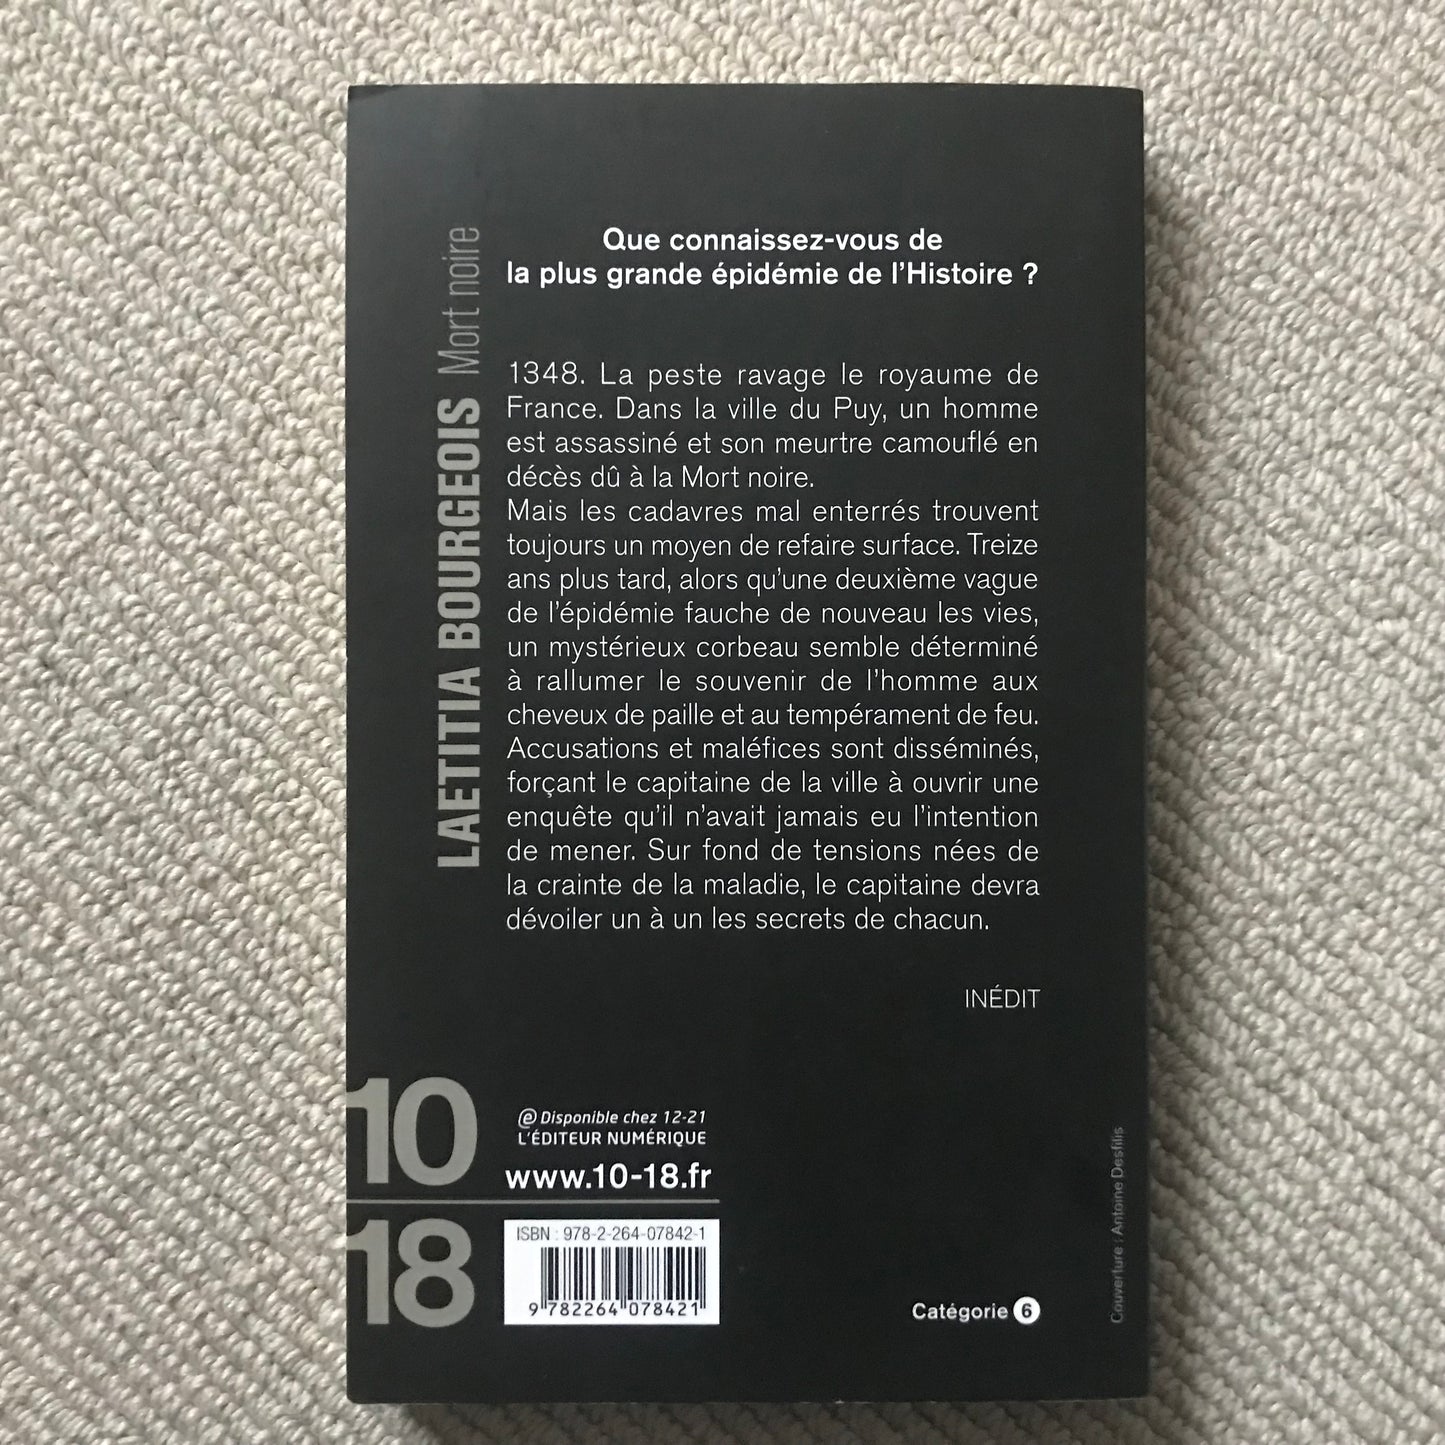 LAETITIA BOURGEOIS Mort noire
Que connaissez-vous de
la plus grande épidémie de l'Histoire ?
1348. La peste ravage le royaume de
France. Dans la ville du Puy, un homme
est assassiné et son meurtre camouflé en
décès dû à la Mort noire.
Mais les cadavres mal enterrés trouvent
toujours un moyen de refaire surface. Treize
ans plus tard, alors qu'une deuxième vague
de l'épidémie fauche de nouveau les vies,
un mystérieux corbeau semble déterminé
à rallumer le souvenir de l'homme aux
cheveux de paille et au tempérament de feu.
Accusations et maléfices sont disséminés,
forçant le capitaine de la ville à ouvrir une
enquête qu'il n'avait jamais eu l'intention
de mener. Sur fond de tensions nées de
la crainte de la maladie, le capitaine devra
dévoiler un à un les secrets de chacun.
INÉDIT
10
18
@ Disponible chez 12-21
L'ÉDITEUR NUMÉRIQUE
www.10-18.fr
ISBN : 978-2-264-07842-1
9 782264 078421
Catégorie 6
Couverture : Antoine Desfilis